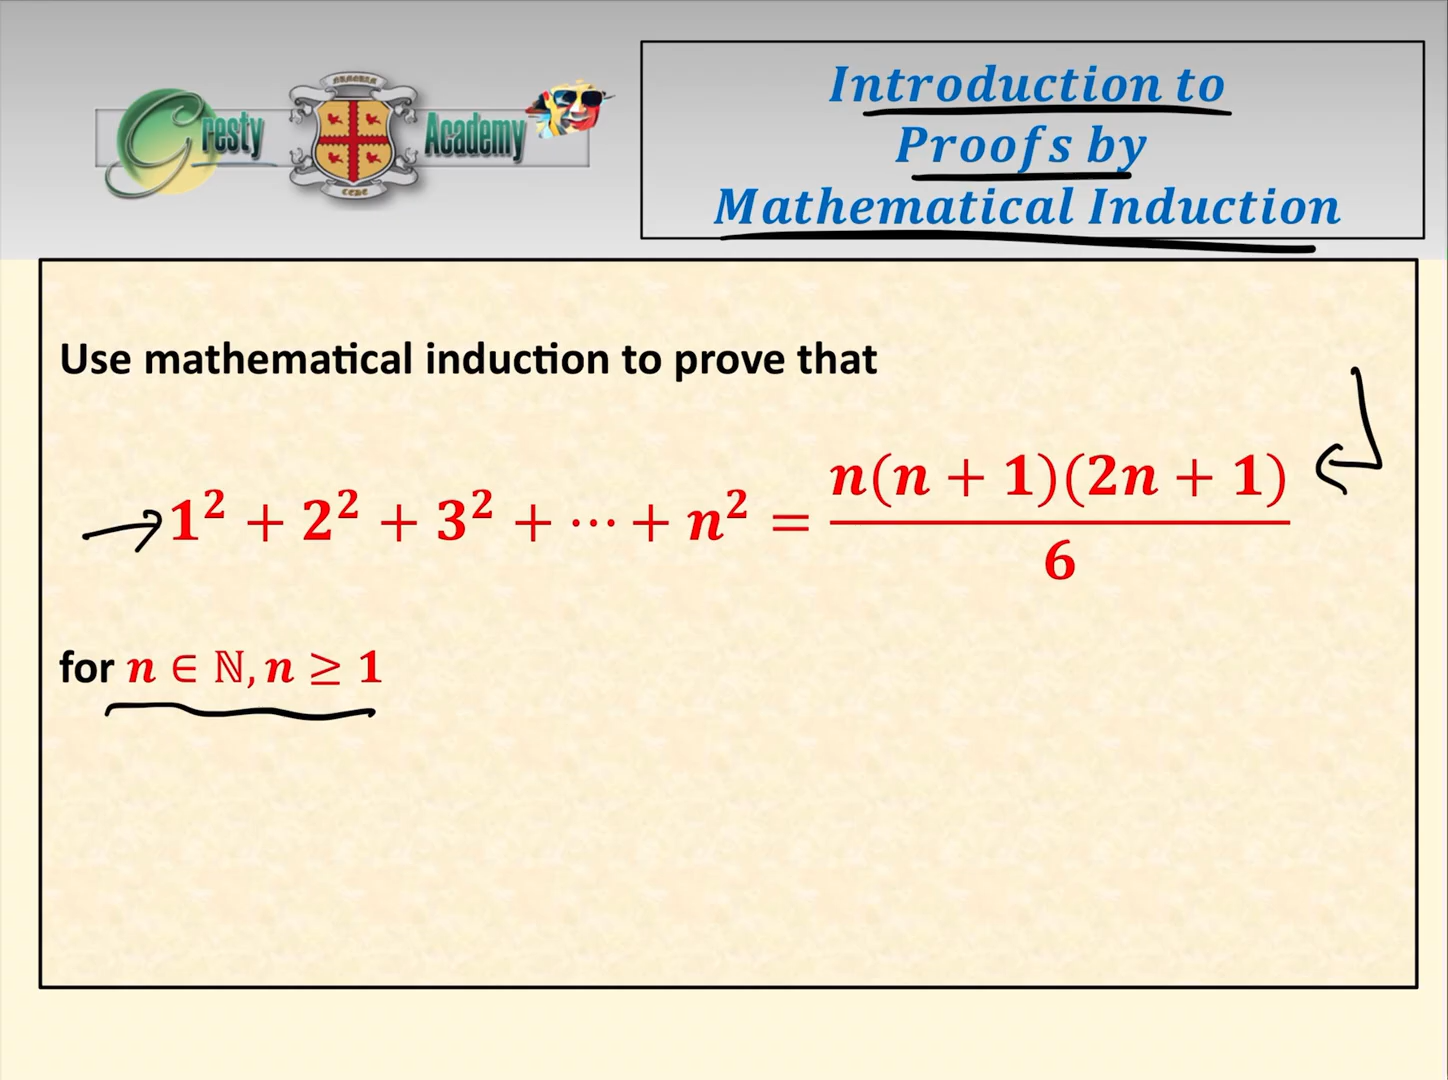 Gresty Academy
CEDE
Introduction to
Proofs by
Mathematical Induction
Use mathematical induction to prove that
1² + 2² + 3² + ⋯ + n² = n(n + 1)(2n + 1) / 6
for n ∈ ℕ, n ≥ 1